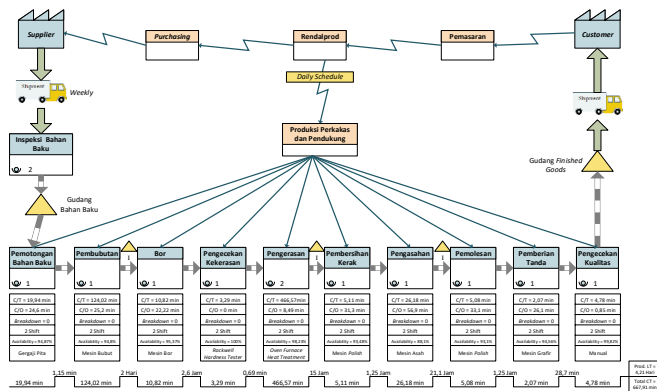 Supplier
Purchasing
Rendalprod
Pemasaran
Customer
Daily Schedule
Shipment
Weekly
Shipment
Produksi Perkakas
dan Pendukung
Inspeksi Bahan
Baku
2
Gudang
Bahan Baku
Gudang Finished
Goods
Pemotongan
Bahan Baku
1
Pembubutan
1
I
Bor
1
Pengecekan
Kekerasan
1
Pengerasan
2
I
Pembersihan
Kerak
1
I
Pengasahan
1
I
Pemolesan
1
Pemberian
Tanda
1
Pengecekan
Kualitas
1
C/T = 19,94 min
C/O = 24,6 min
Breakdown = 0
2 Shift
Availability = 94,97%
Gergaji Pita
C/T = 124,02 min
C/O = 25,2 min
Breakdown = 0
2 Shift
Mesin Bubut
C/T = 10,82 min
C/O = 22,22 min
Breakdown = 0
2 Shift
Mesin Bor
C/T = 3,29 min
C/O = 0 min
Breakdown = 0
2 Shift
Availability = 100%
Rockwell
Hardness Tester
C/T = 466,57min
C/O = 8,49 min
Breakdown = 0
2 Shift
Oven Furnace
Heat Treatment
C/T = 5,11 min
C/O = 31,3 min
Breakdown = 0
2 Shift
Mesin Polish
C/T = 26,18 min
C/O = 56,9 min
Breakdown = 0
2 Shift
Mesin Asah
C/T = 5,08 min
C/O = 33,1 min
Breakdown = 0
2 Shift
Mesin Polish
C/T = 2,07 min
C/O = 26,1 min
Breakdown = 0
2 Shift
Mesin Grafir
C/T = 4,78 min
C/O = 0,85 min
Breakdown = 0
2 Shift
Manual
1,15 min
2 Hari
2,6 Jam
0,69 min
15 Jam
1,25 Jam
21,1 Jam
1,25 Jam
28,7 min
19,94 min
124,02 min
10,82 min
3,29 min
466,57 min
5,11 min
26,18 min
5,08 min
2,07 min
4,78 min
Prod. LT =
4,21 Hari
Total CT =
667,91 min